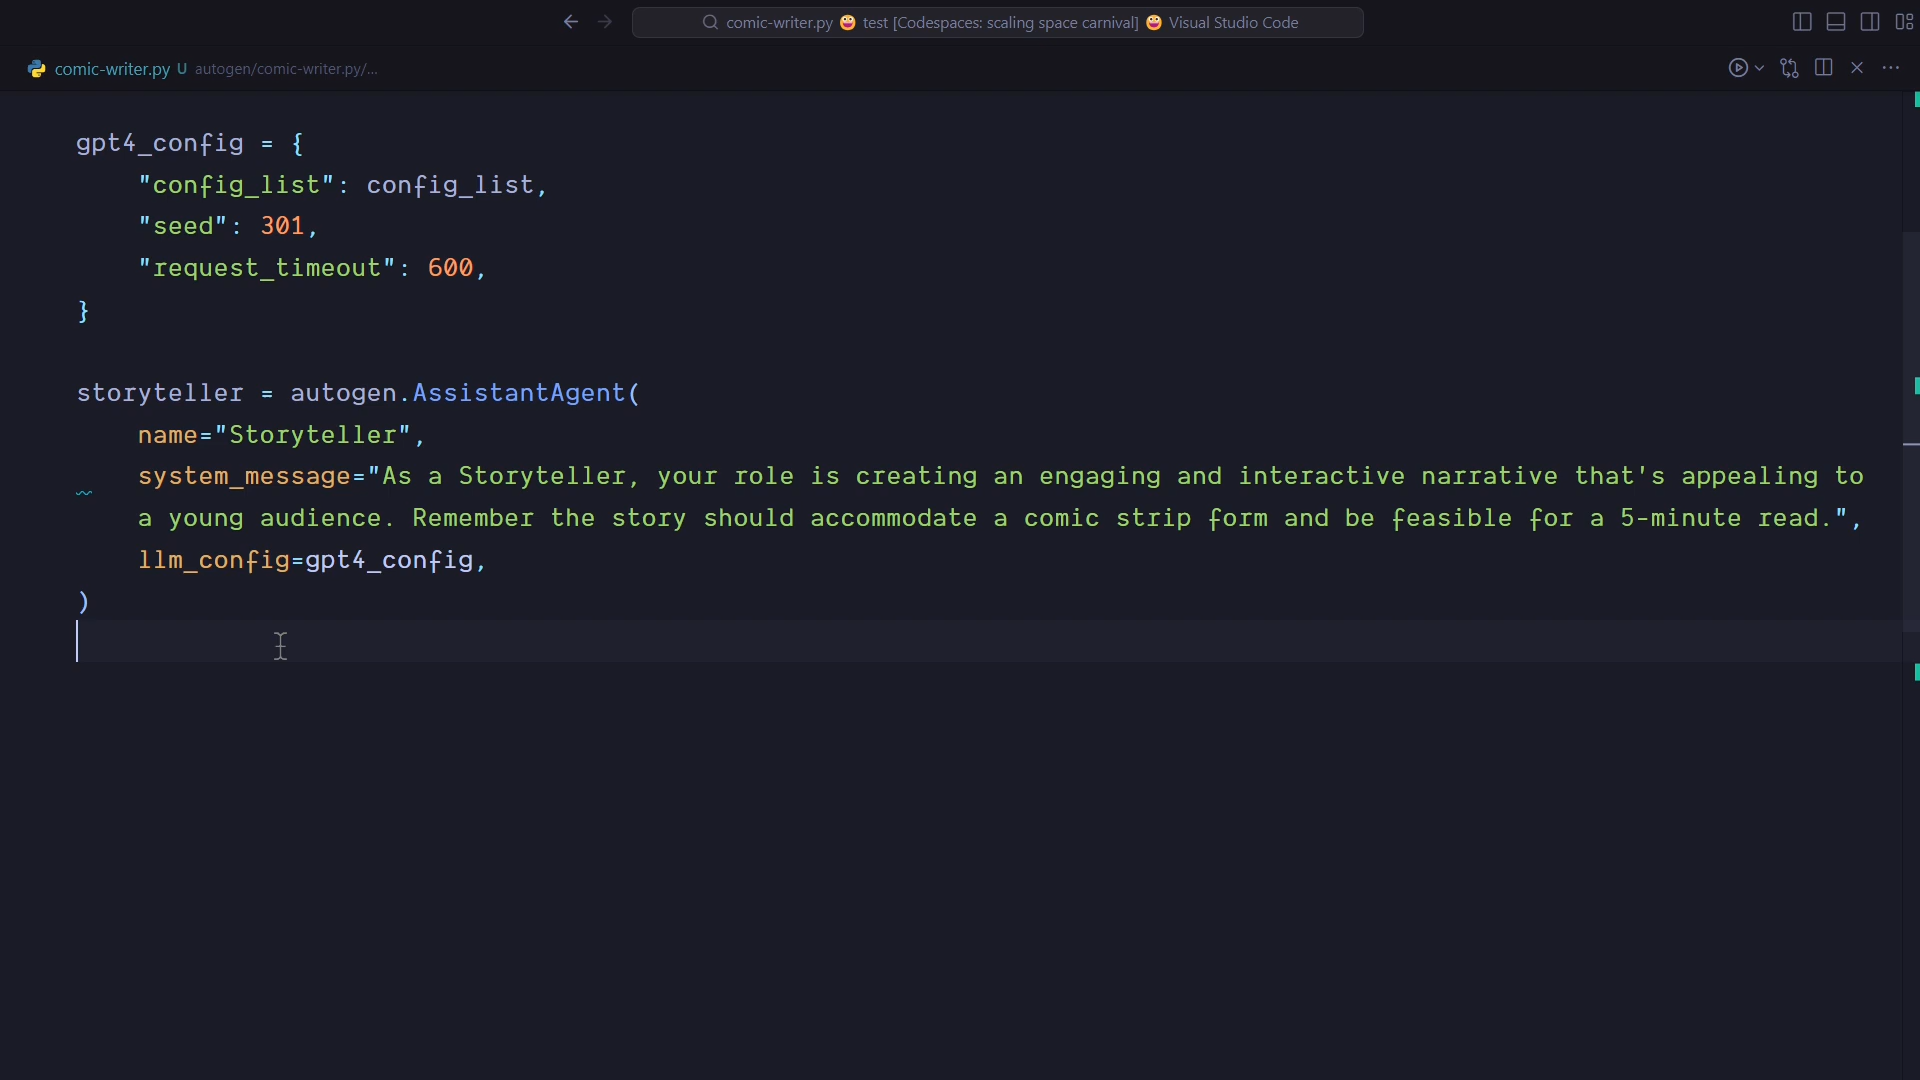 comic-writer.py 😀 test [Codespaces: scaling space carnival] 😀 Visual Studio Code
comic-writer.py U autogen/comic-writer.py/...
gpt4_config = {
    "config_list": config_list,
    "seed": 301,
    "request_timeout": 600,
}
storyteller = autogen.AssistantAgent(
    name="Storyteller",
    system_message="As a Storyteller, your role is creating an engaging and interactive narrative that's appealing to
    a young audience. Remember the story should accommodate a comic strip form and be feasible for a 5-minute read.",
    llm_config=gpt4_config,
)